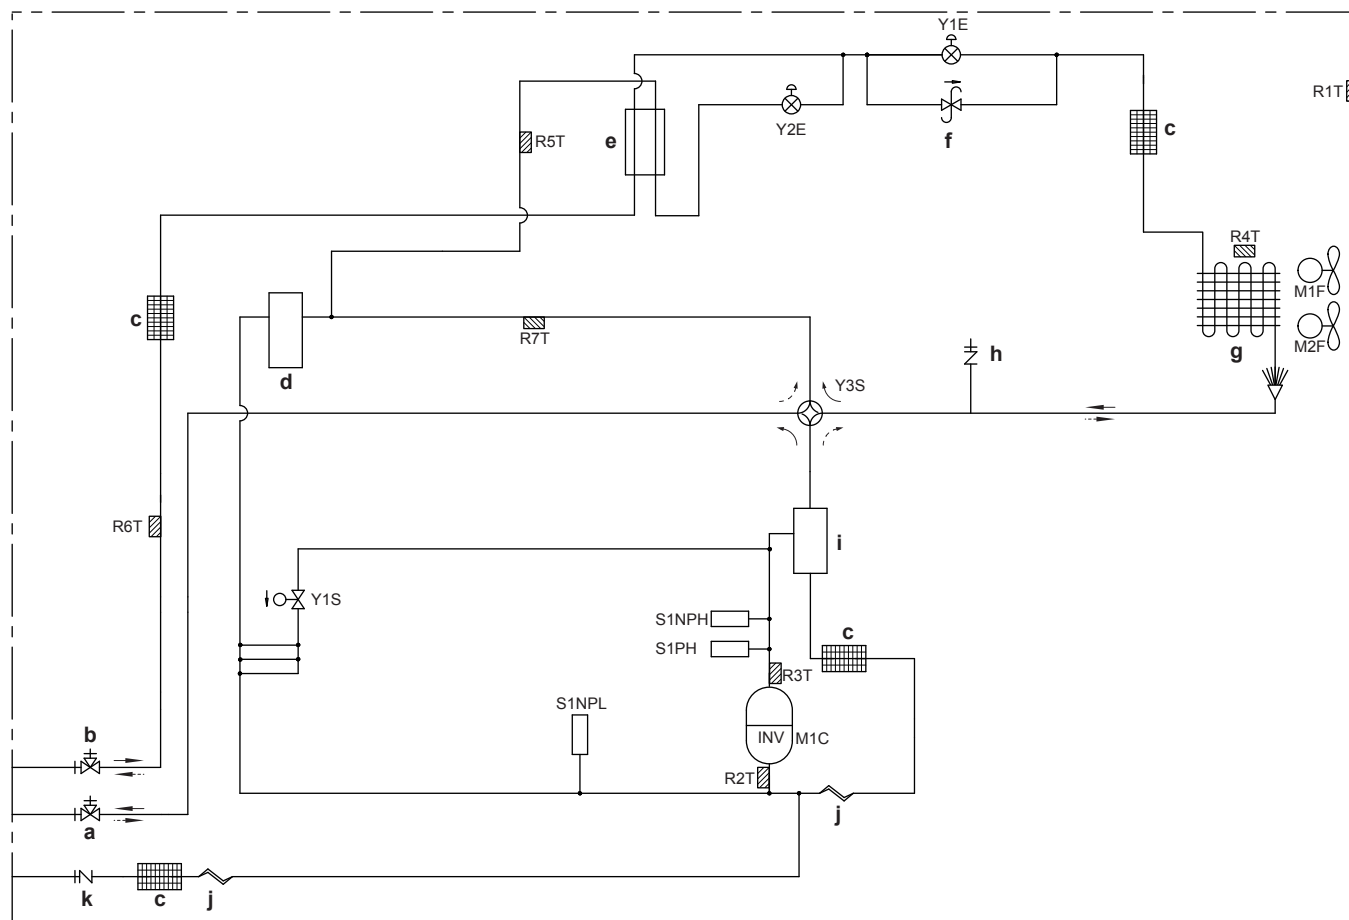 Y1E
R1T
Y2E
f
c
R5T
e
R4T
M1F
c
R7T
g
M2F
h
d
Y3S
R6T
i
Y1S
S1NPH
c
S1PH
R3T
S1NPL
b
INV
M1C
R2T
a
j
k
c
j